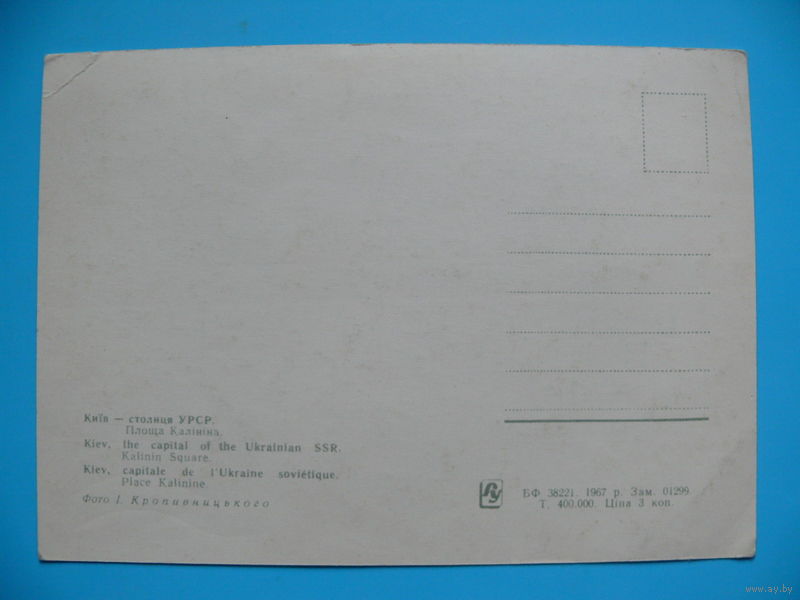 Київ — столиця УРСР.
Площа Калініна.
Kiev, the capital of the Ukrainian SSR.
Kalinin Square.
Kiev, capitale de l'Ukraine soviétique.
Place Kalinine.
Фото І. Кропивницького
БФ 38221. 1967 р. Зам. 01299.
Т. 400.000. Ціна 3 коп.
www.ay.by